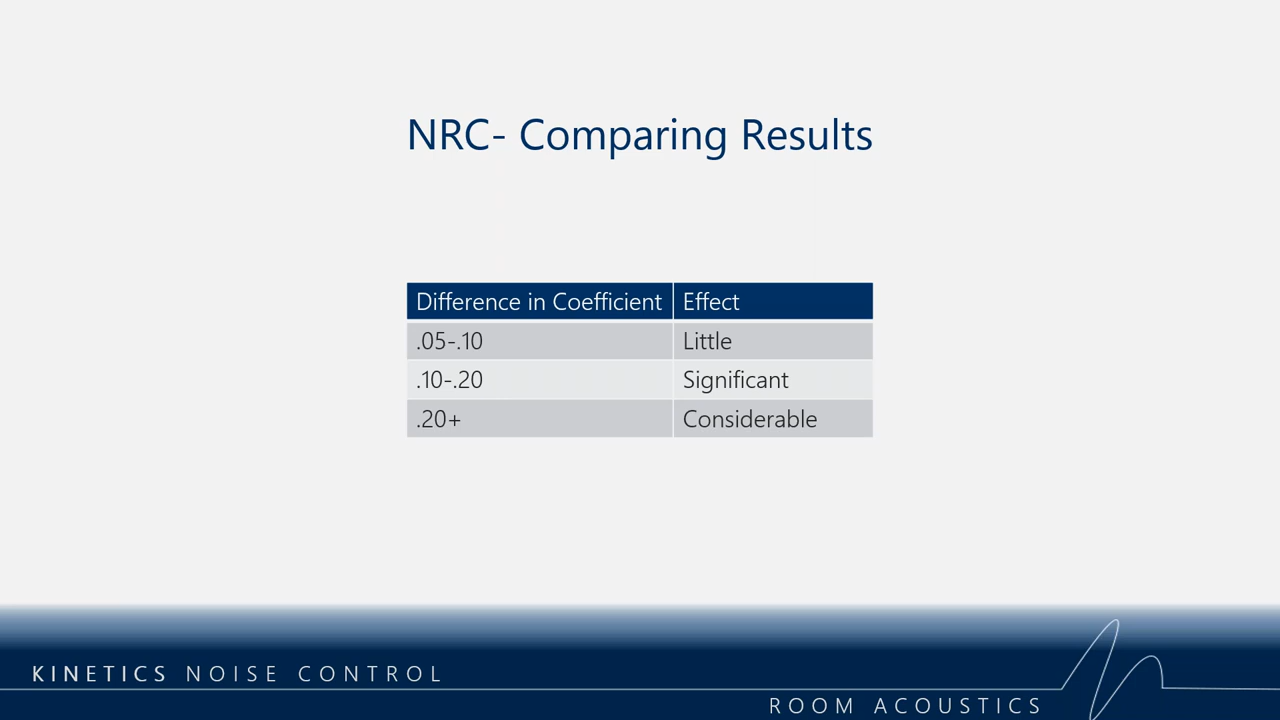 NRC- Comparing Results
Difference in Coefficient Effect
.05-.10 Little
.10-.20 Significant
.20+ Considerable
KINETICS NOISE CONTROL
ROOM ACOUSTICS